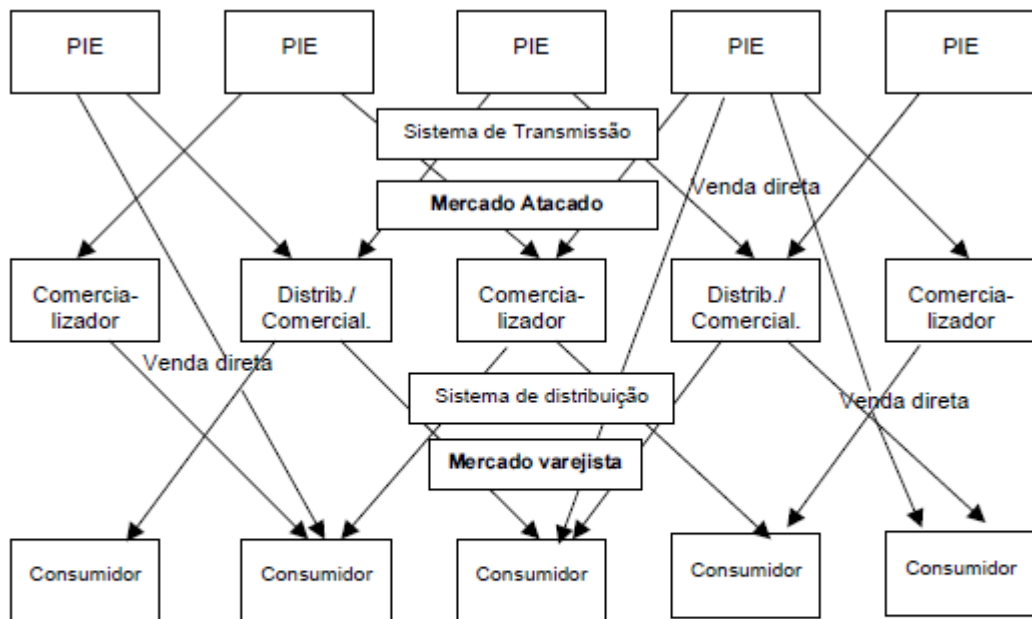 PIE
PIE
PIE
PIE
PIE
Sistema de Transmissão
Venda direta
Mercado Atacado
Comercia-
lizador
Distrib./
Comercial.
Comercia-
lizador
Distrib./
Comercial.
Comercia-
lizador
Venda direta
Sistema de distribuição
Venda direta
Mercado varejista
Consumidor
Consumidor
Consumidor
Consumidor
Consumidor